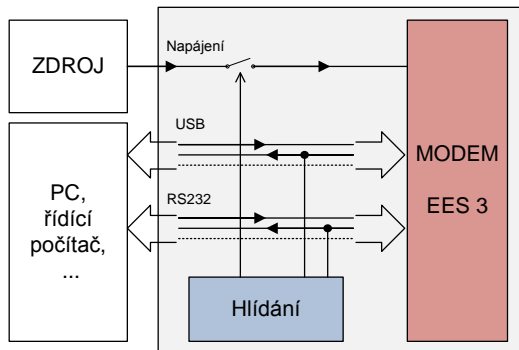 ZDROJ
Napájení
USB
RS232
PC,
řídící
počítač,
...
MODEM
EES 3
Hlídání